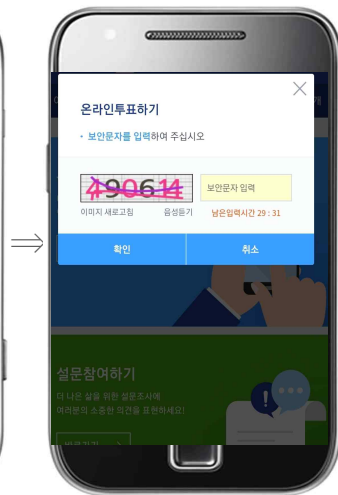 온라인투표하기
· 보안문자를 입력하여 주십시오
490614
보안문자 입력
이미지 새로고침 음성듣기 남은입력시간 29 : 31
확인 취소
설문참여하기
더 나은 삶을 위한 설문조사에
여러분의 소중한 의견을 표현하세요!
바로가기